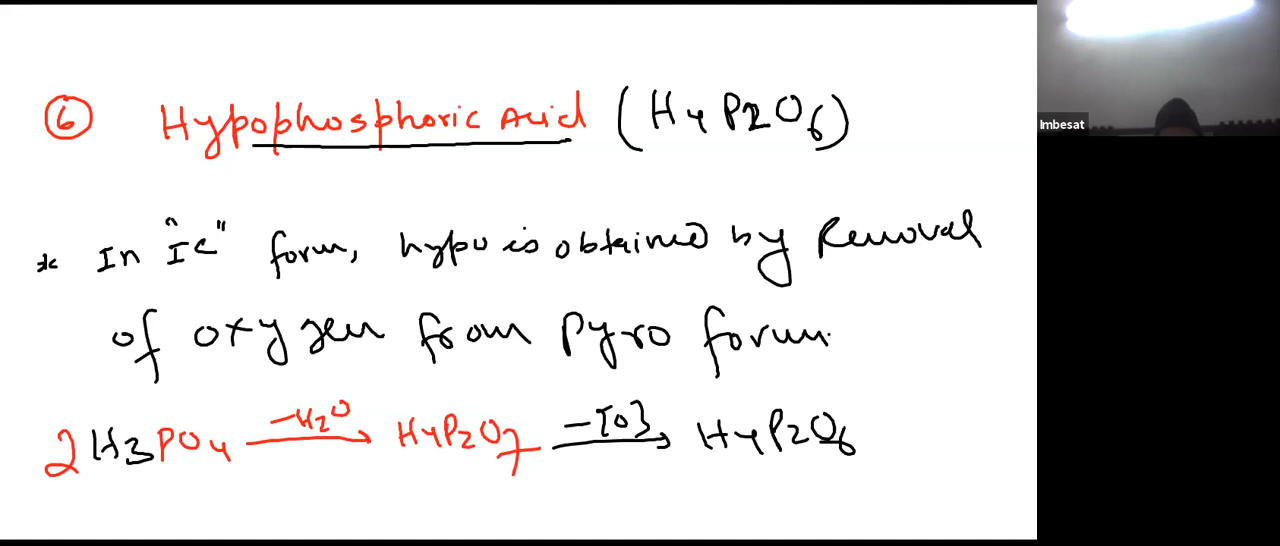 ⑥ Hypophosphoric Acid (H4P2O6)
* In "Ic" form, hypo is obtained by Removal
of oxygen from pyro form.
2H3PO4 —H2O→ H4P2O7 —[O]→ H4P2O6
Imbesat